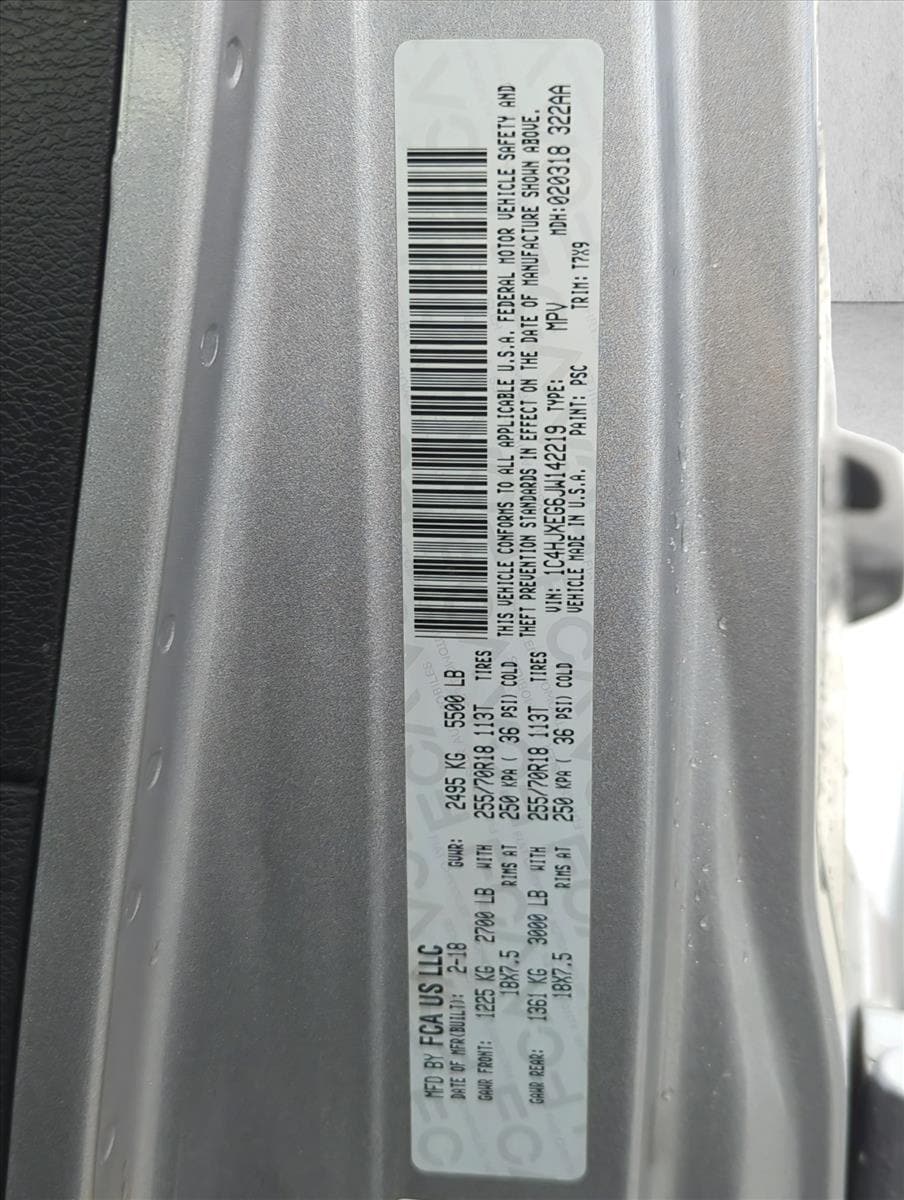 MFD BY FCA US LLC
DATE OF MFR(BUILT): 2-18 GVWR: 2495 KG 5500 LB
GAWR FRONT: 1225 KG 2700 LB WITH 255/70R18 113T TIRES
18X7.5 RIMS AT 250 KPA ( 36 PSI) COLD
GAWR REAR: 1361 KG 3000 LB WITH 255/70R18 113T TIRES
18X7.5 RIMS AT 250 KPA ( 36 PSI) COLD
THIS VEHICLE CONFORMS TO ALL APPLICABLE U.S.A. FEDERAL MOTOR VEHICLE SAFETY AND
THEFT PREVENTION STANDARDS IN EFFECT ON THE DATE OF MANUFACTURE SHOWN ABOVE.
VIN: 1C4HJXEG6JW142219 TYPE: MPV MDH:020318 322AA
VEHICLE MADE IN U.S.A. PAINT: PSC TRIM: T7X9